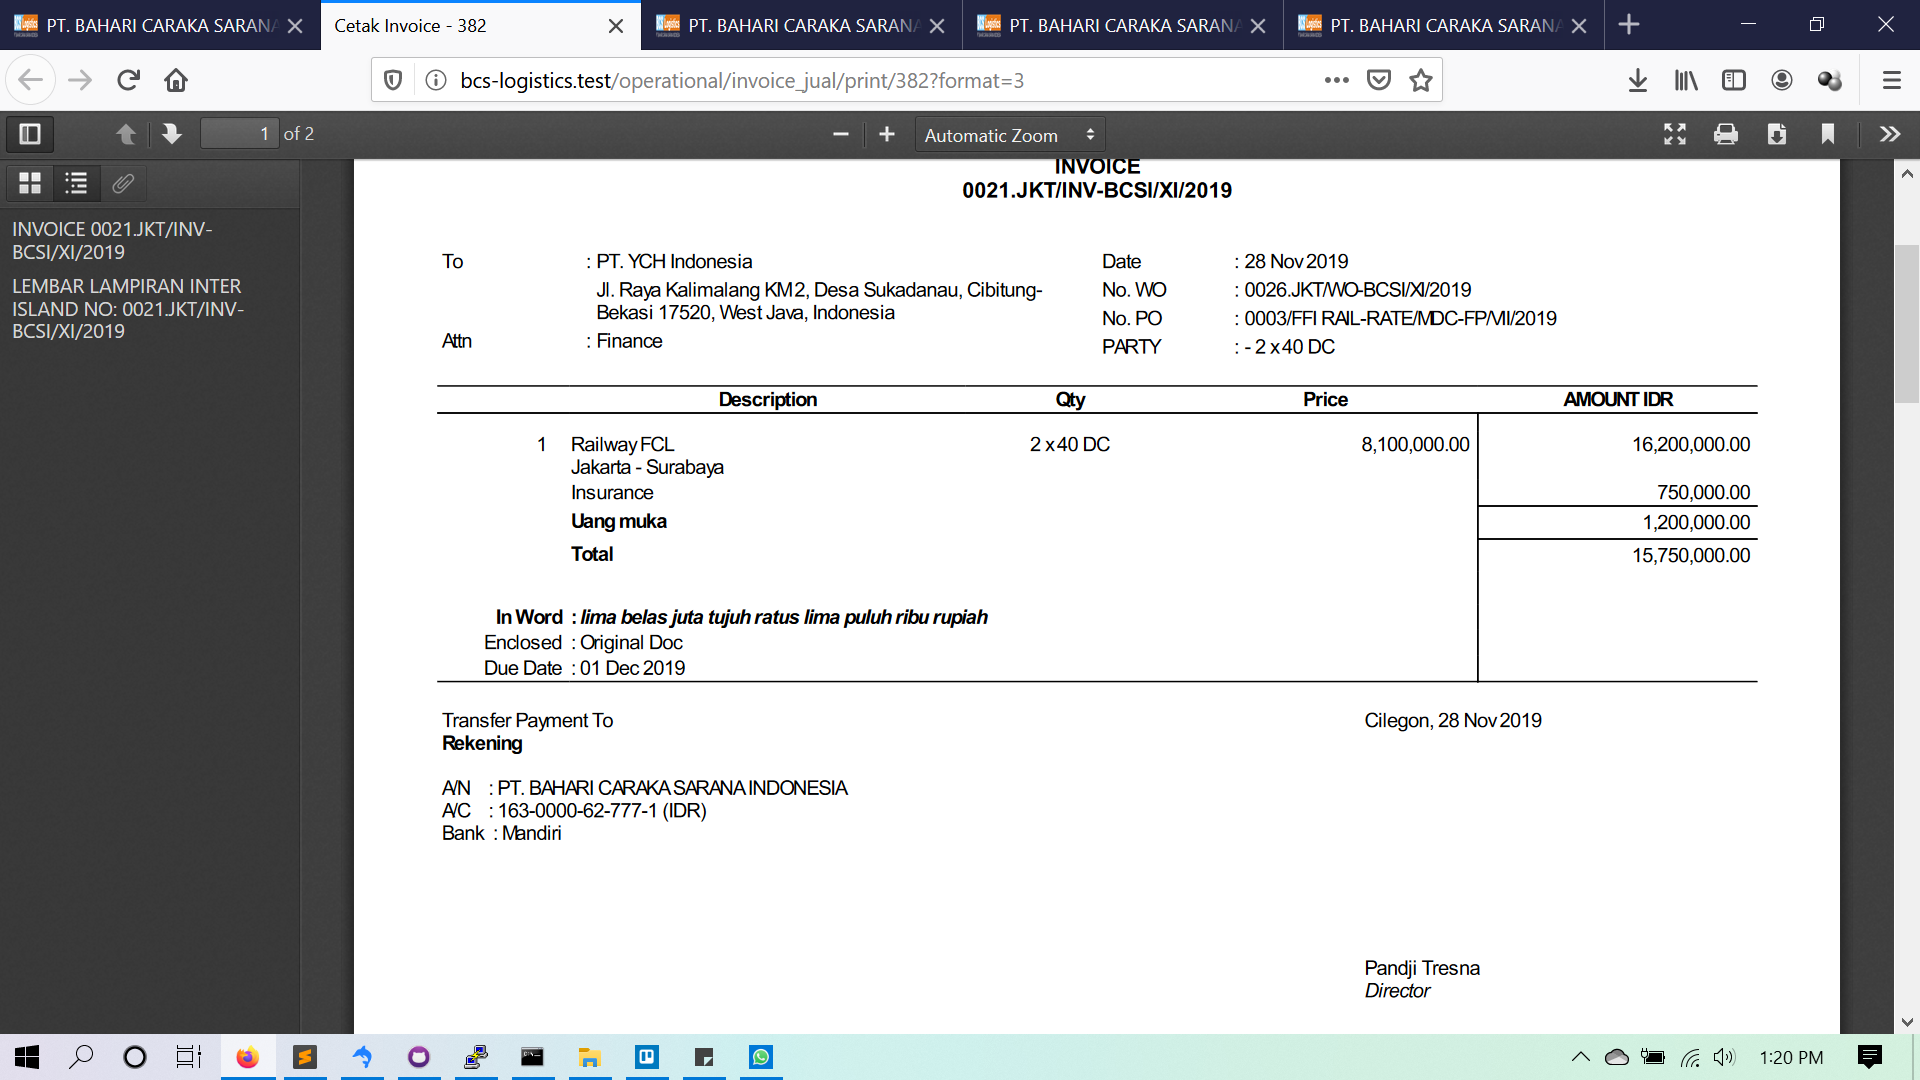 PT. BAHARI CARAKA SARANA
Cetak Invoice - 382
PT. BAHARI CARAKA SARANA
PT. BAHARI CARAKA SARANA
PT. BAHARI CARAKA SARANA
bcs-logistics.test/operational/invoice_jual/print/382?format=3
1 of 2
Automatic Zoom
INVOICE 0021.JKT/INV-
BCSI/XI/2019
LEMBAR LAMPIRAN INTER
ISLAND NO: 0021.JKT/INV-
BCSI/XI/2019
INVOICE
0021.JKT/INV-BCSI/XI/2019
To : PT. YCH Indonesia
Jl. Raya Kalimalang KM2, Desa Sukadanau, Cibitung-
Bekasi 17520, West Java, Indonesia
Attn : Finance
Date : 28 Nov 2019
No. WO : 0026.JKT/WO-BCSI/XI/2019
No. PO : 0003/FFI RAIL-RATE/MDC-FP/VII/2019
PARTY : - 2 x 40 DC
Description Qty Price AMOUNT IDR
1 Railway FCL 2 x 40 DC 8,100,000.00 16,200,000.00
Jakarta - Surabaya
Insurance 750,000.00
Uang muka 1,200,000.00
Total 15,750,000.00
In Word : lima belas juta tujuh ratus lima puluh ribu rupiah
Enclosed : Original Doc
Due Date : 01 Dec 2019
Transfer Payment To
Rekening
Cilegon, 28 Nov 2019
A/N : PT. BAHARI CARAKA SARANA INDONESIA
A/C : 163-0000-62-777-1 (IDR)
Bank : Mandiri
Pandji Tresna
Director
1:20 PM